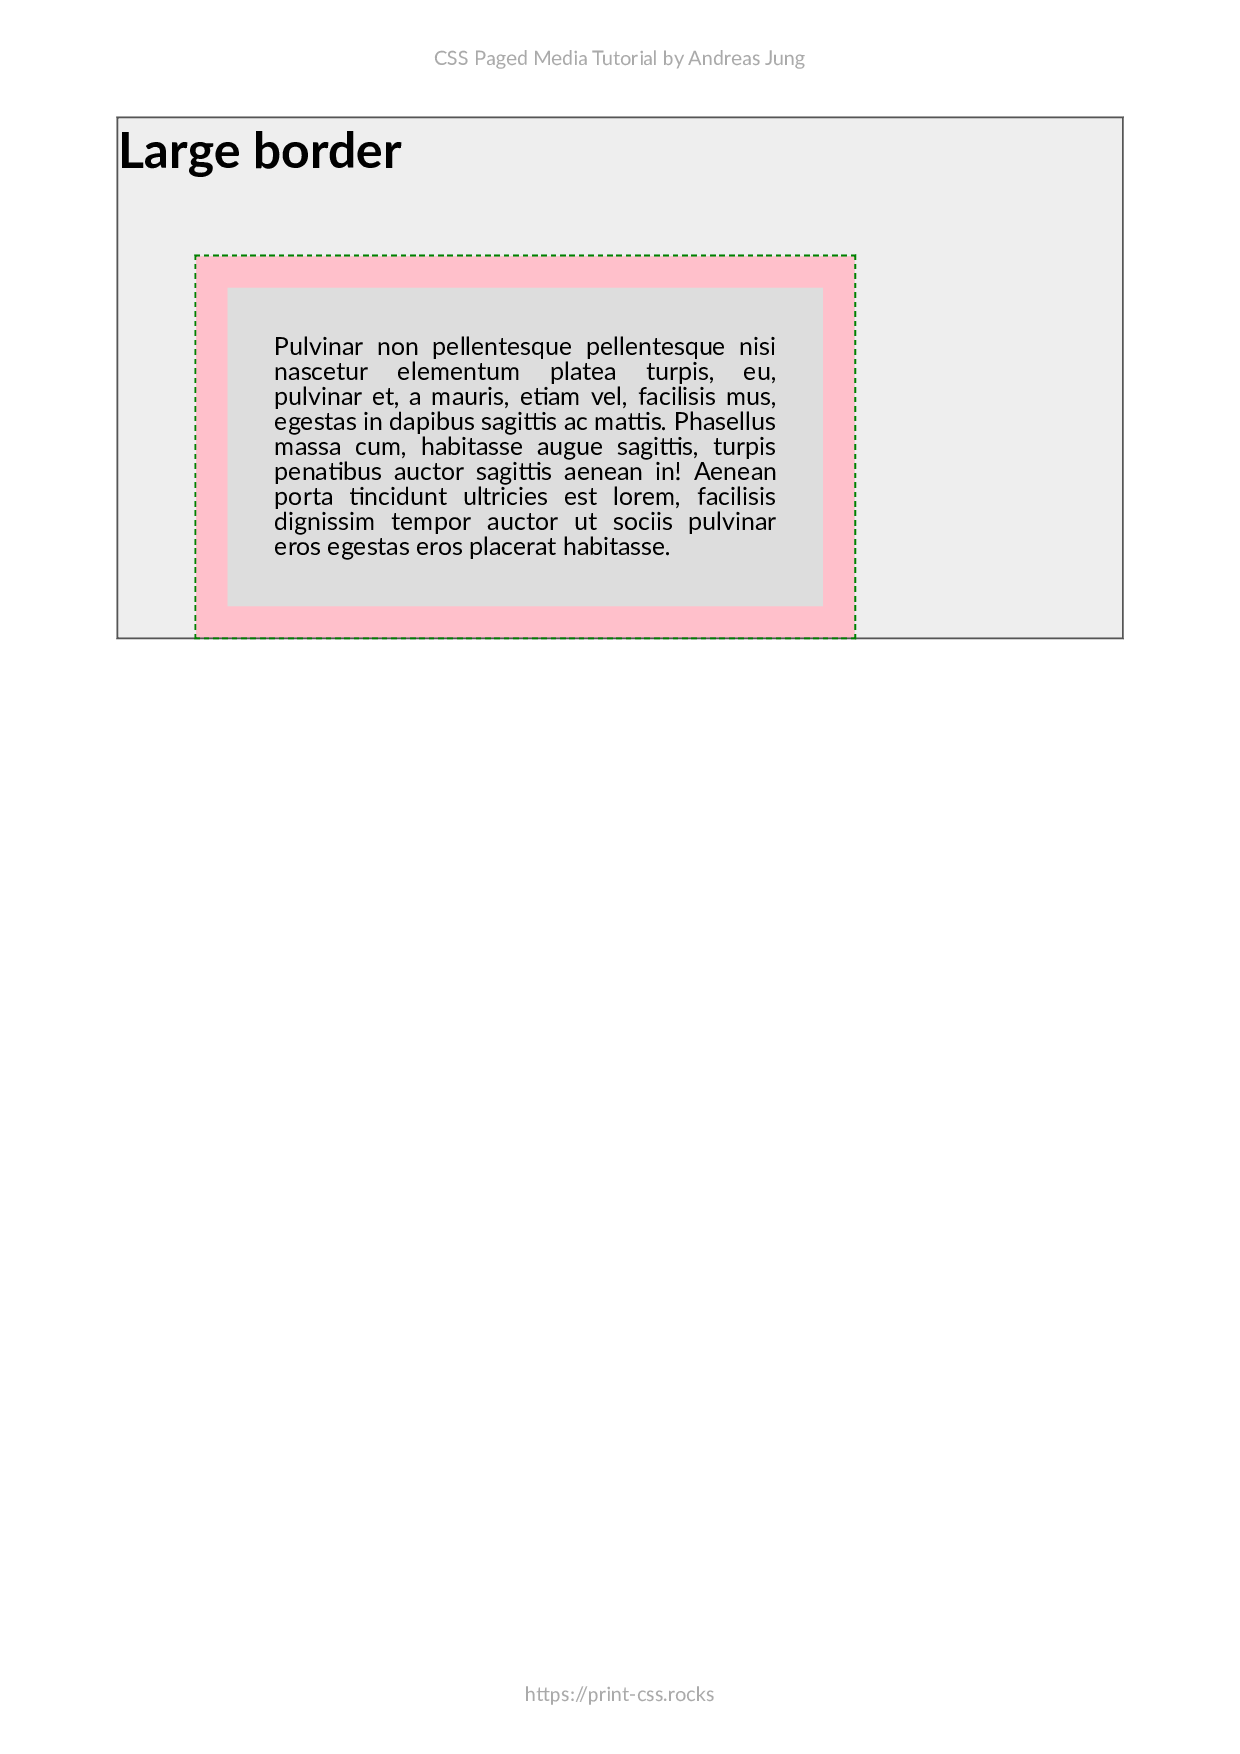 CSS Paged Media Tutorial by Andreas Jung
Large border
Pulvinar non pellentesque pellentesque nisi
nascetur elementum platea turpis, eu,
pulvinar et, a mauris, etiam vel, facilisis mus,
egestas in dapibus sagittis ac mattis. Phasellus
massa cum, habitasse augue sagittis, turpis
penatibus auctor sagittis aenean in! Aenean
porta tincidunt ultricies est lorem, facilisis
dignissim tempor auctor ut sociis pulvinar
eros egestas eros placerat habitasse.
https://print-css.rocks